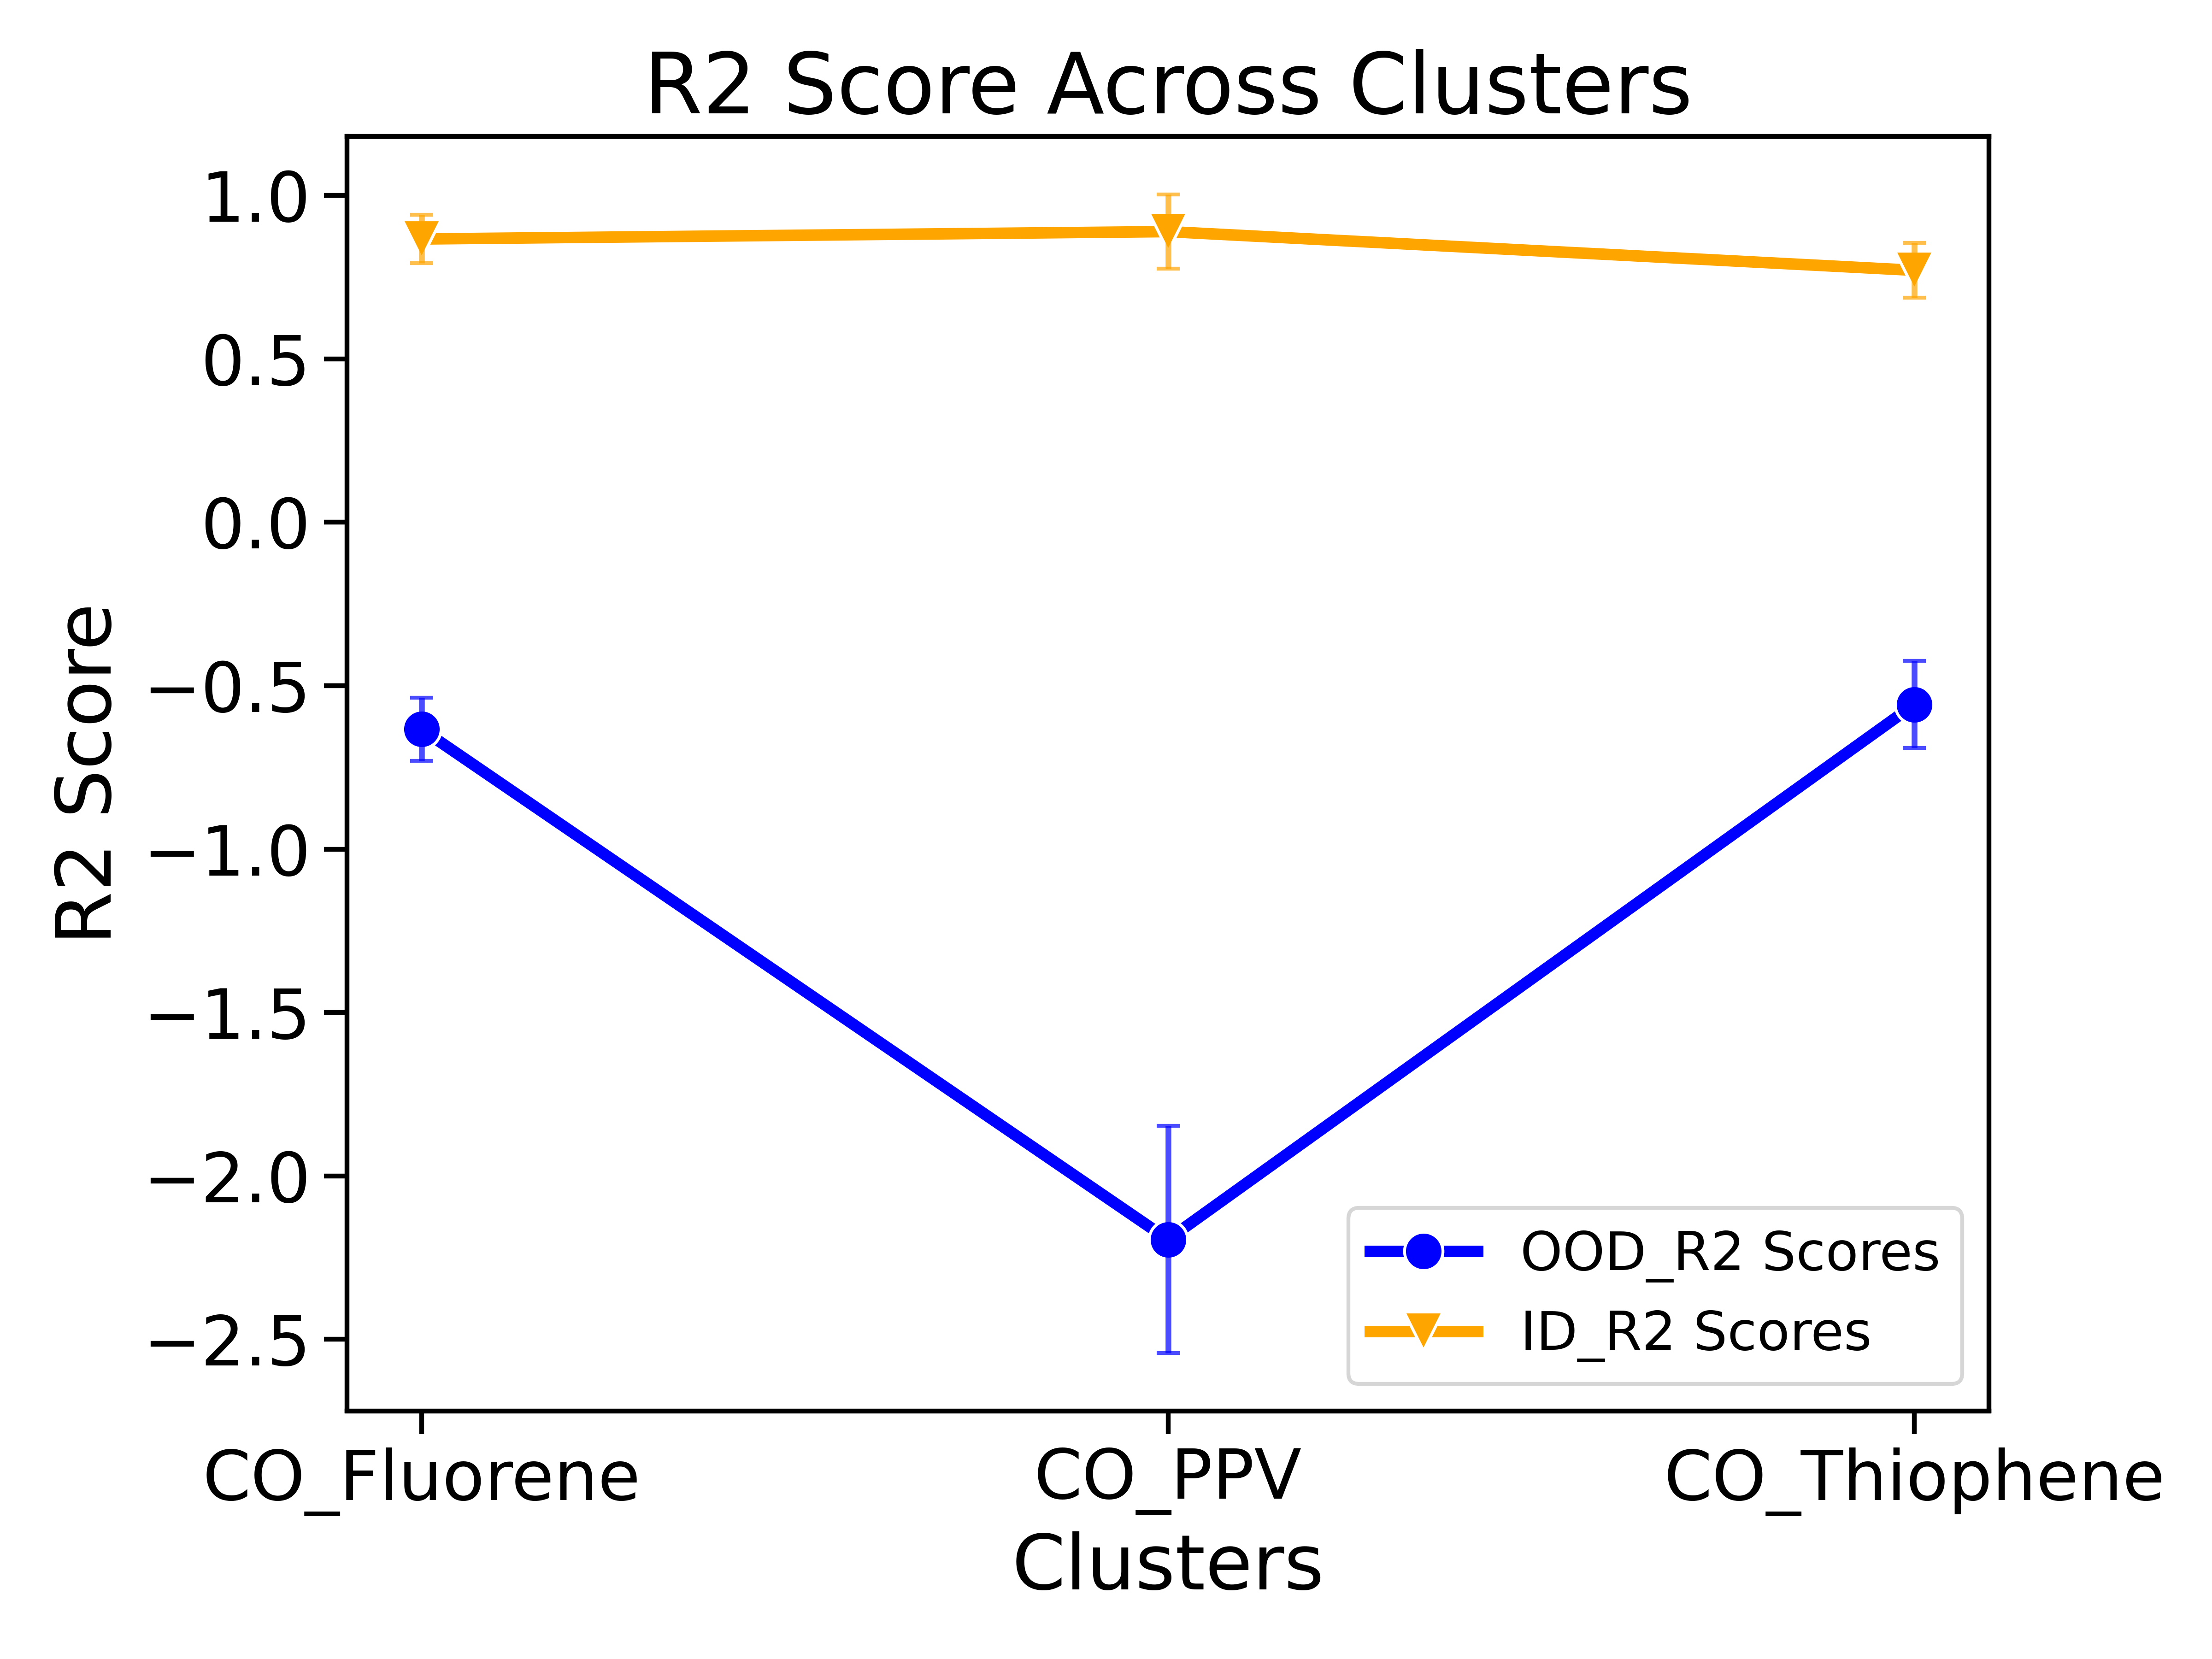 R2 Score Across Clusters
R2 Score
1.0
0.5
0.0
−0.5
−1.0
−1.5
−2.0
−2.5
OOD_R2 Scores
ID_R2 Scores
CO_Fluorene CO_PPV CO_Thiophene
Clusters